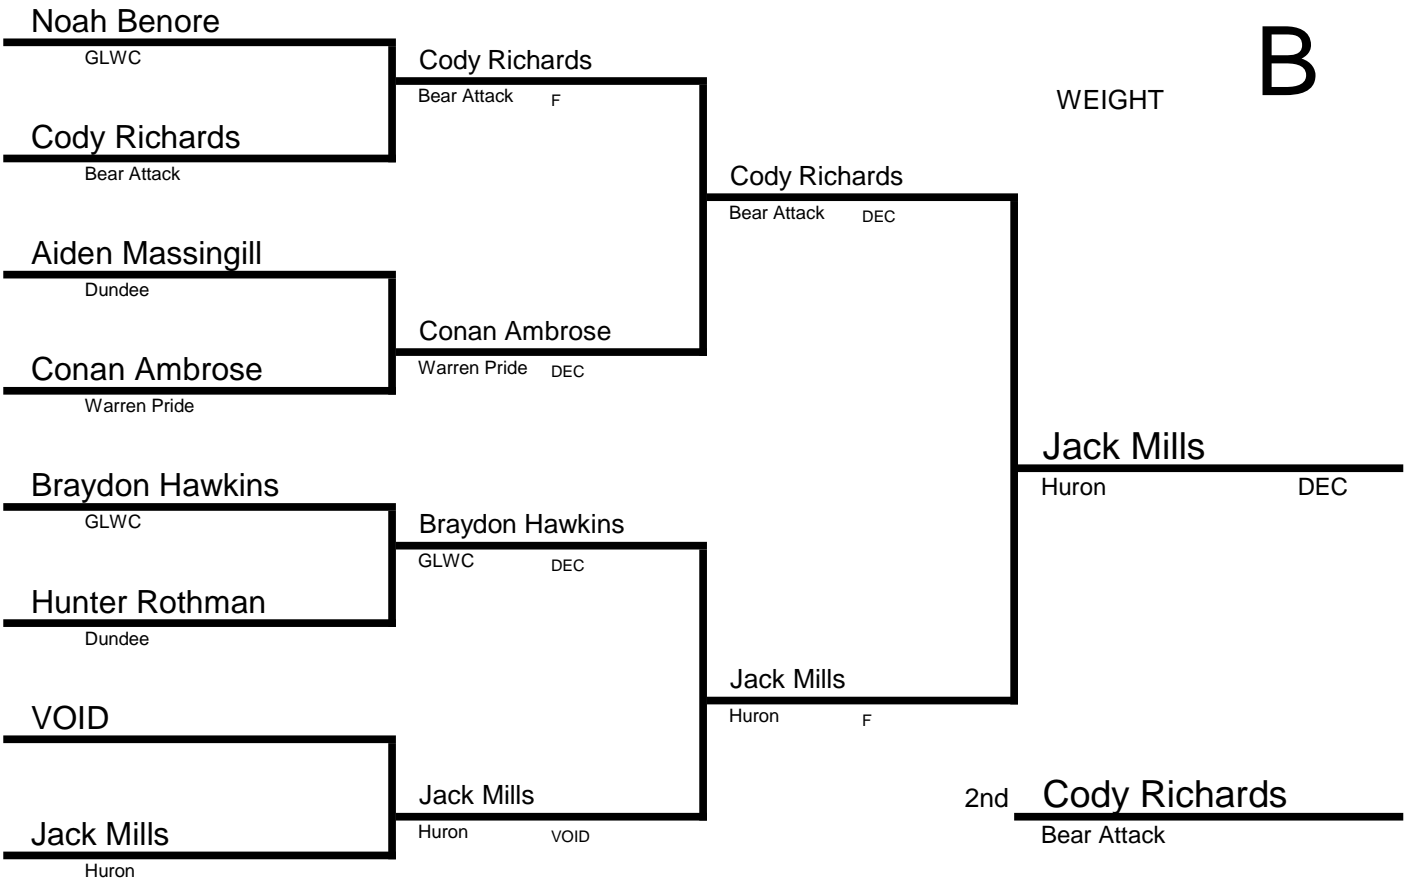 Noah Benore
GLWC
Cody Richards
Bear Attack
Aiden Massingill
Dundee
Conan Ambrose
Warren Pride
Braydon Hawkins
GLWC
Hunter Rothman
Dundee
VOID
Jack Mills
Huron
Cody Richards
Bear Attack F
Conan Ambrose
Warren Pride DEC
Braydon Hawkins
GLWC DEC
Jack Mills
Huron VOID
Cody Richards
Bear Attack DEC
Jack Mills
Huron F
B
WEIGHT
Jack Mills
Huron DEC
2nd Cody Richards
Bear Attack